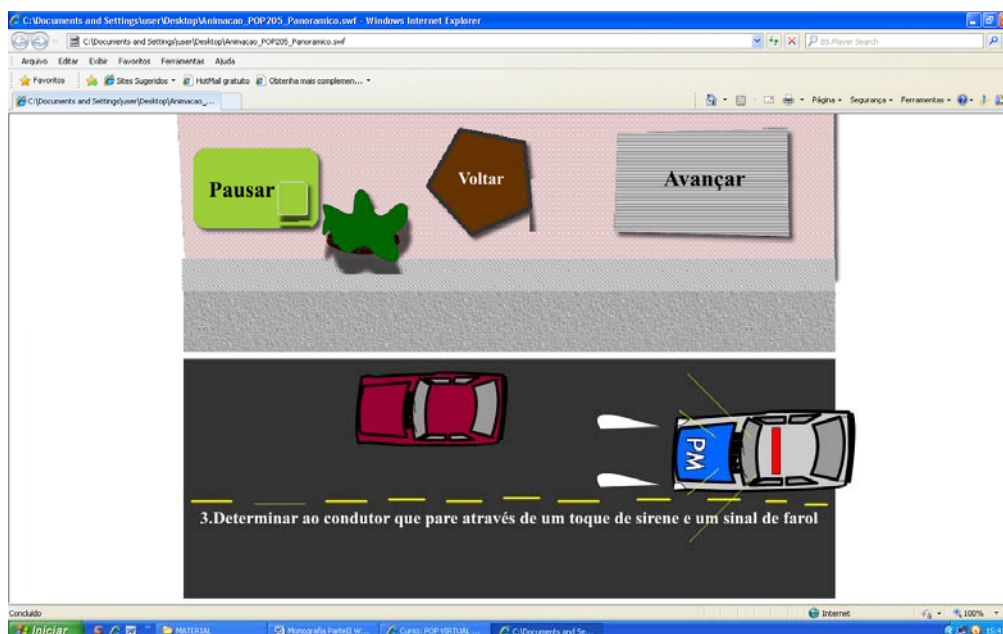 C:\Documents and Settings\user\Desktop\Animacao_POP205_Panoramico.swf - Windows Internet Explorer
C:\Documents and Settings\user\Desktop\Animacao_POP205_Panoramico.swf
BS Player Search
Arquivo Editar Exibir Favoritos Ferramentas Ajuda
Favoritos Sites Sugeridos HotMail gratuito Obtenha mais complemen...
C:\Documents and Settings\user\Desktop\Animacao_...
Página Segurança Ferramentas
Pausar
Voltar
Avançar
PM
3.Determinar ao condutor que pare através de um toque de sirene e um sinal de farol
Concluído
Internet
100%
Iniciar
MATERIAL
Monografia ParteII W...
Curso: POP VIRTUAL ...
C:\Documents and Se...